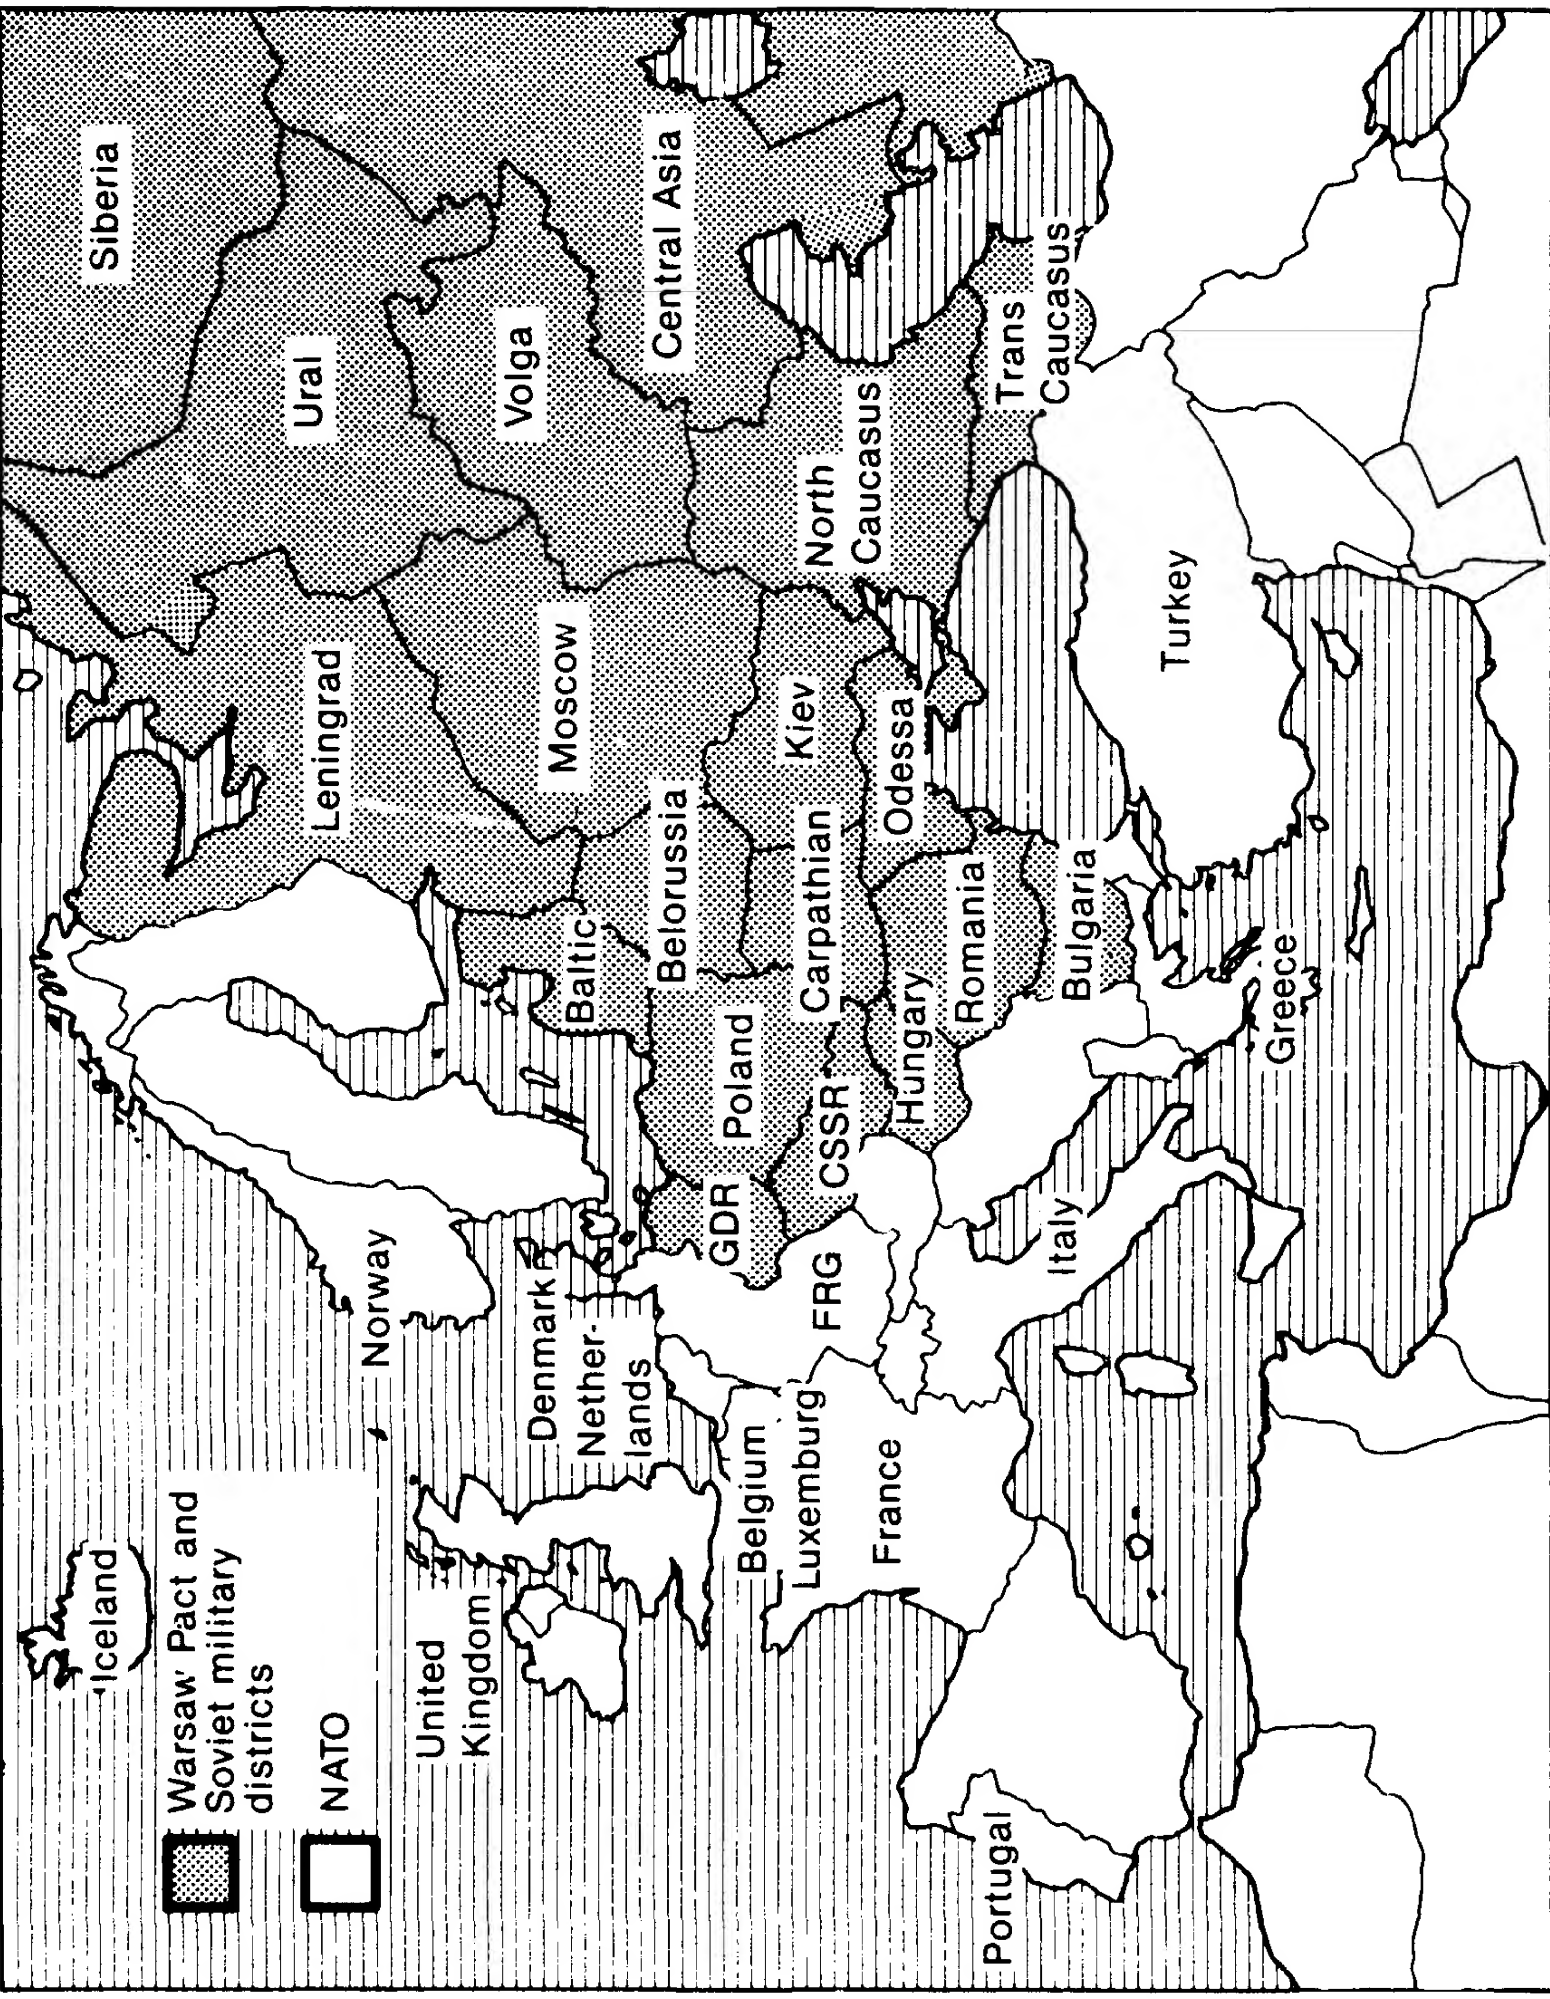 Iceland
Warsaw Pact and
Soviet military
districts
NATO
United
Kingdom
Norway
Denmark
Nether-
lands
Belgium
Luxemburg
France
Portugal
FRG
Italy
GDR
Poland
CSSR
Hungary
Romania
Bulgaria
Greece
Turkey
Leningrad
Baltic
Belorussia
Carpathian
Moscow
Kiev
Odessa
Siberia
Ural
Volga
Central Asia
North
Caucasus
Trans
Caucasus